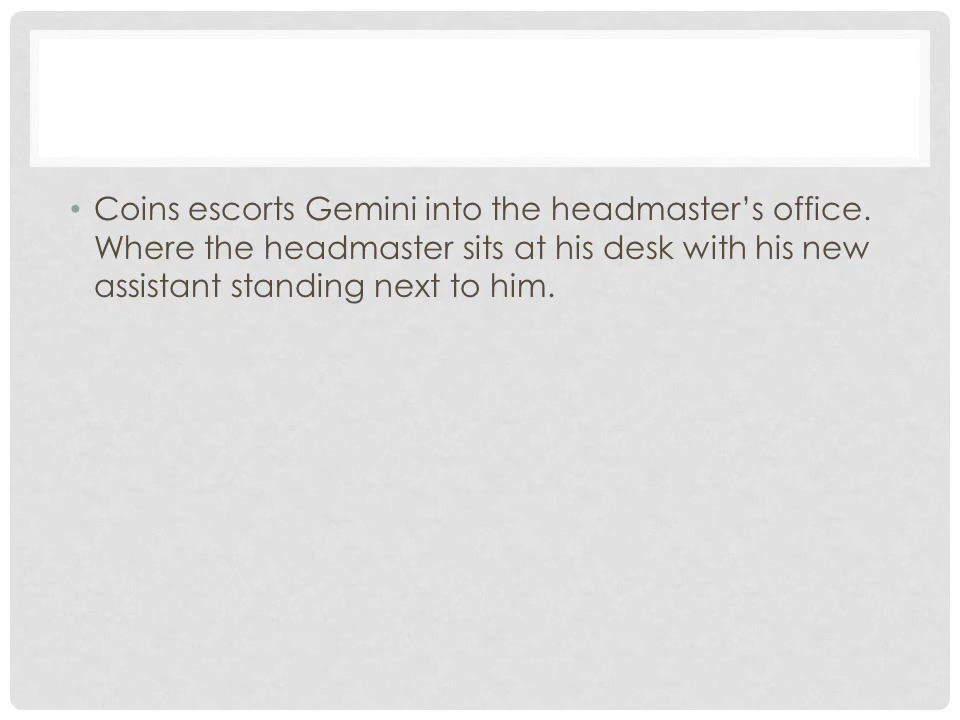 • Coins escorts Gemini into the headmaster’s office.
Where the headmaster sits at his desk with his new
assistant standing next to him.